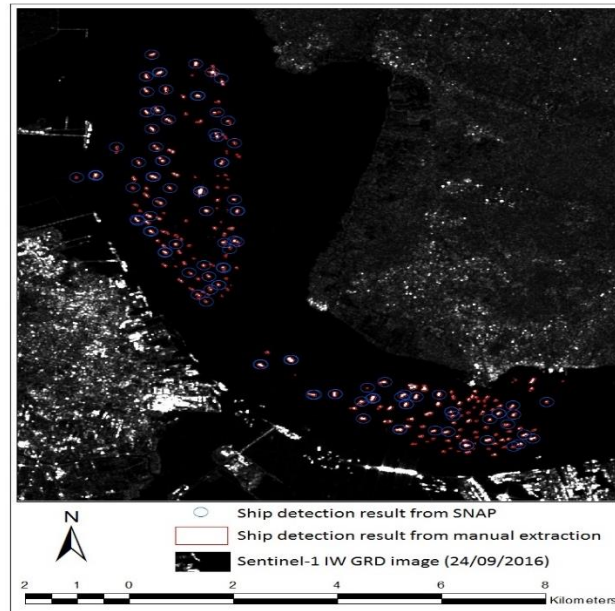 Ship detection result from SNAP
N
Ship detection result from manual extraction
Sentinel-1 IW GRD image (24/09/2016)
2 1 0 2 4 6 8
Kilometers